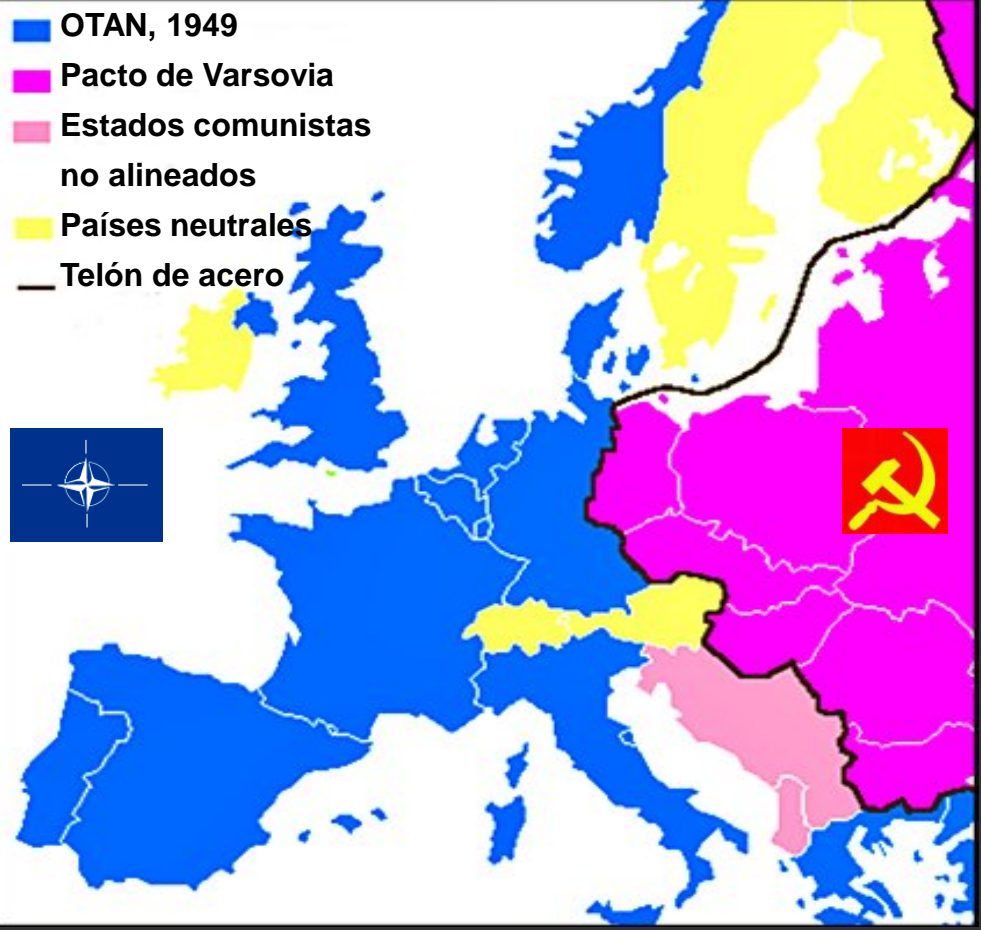 OTAN, 1949
Pacto de Varsovia
Estados comunistas
no alineados
Países neutrales
Telón de acero